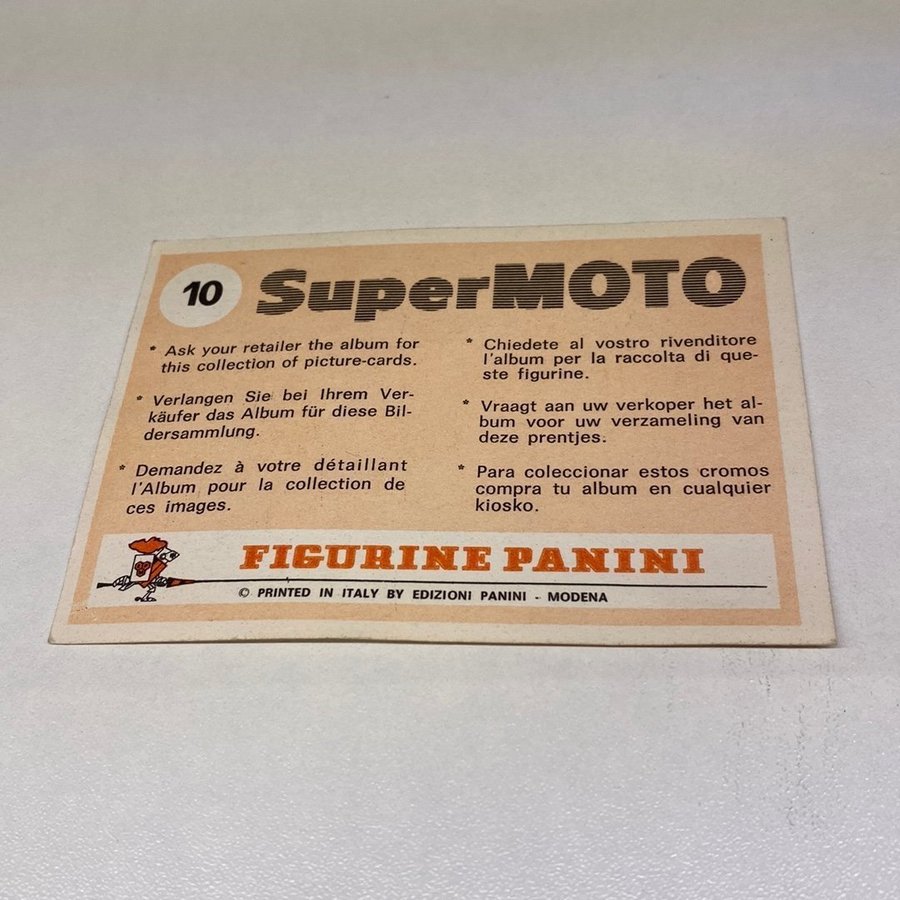 10
SuperMOTO
* Ask your retailer the album for
this collection of picture-cards.
* Verlangen Sie bei Ihrem Ver-
käufer das Album für diese Bil-
dersammlung.
* Demandez à votre détaillant
l'Album pour la collection de
ces images.
* Chiedete al vostro rivenditore
l'album per la raccolta di que-
ste figurine.
* Vraagt aan uw verkoper het al-
bum voor uw verzameling van
deze prentjes.
* Para coleccionar estos cromos
compra tu album en cualquier
kiosko.
FIGURINE PANINI
© PRINTED IN ITALY BY EDIZIONI PANINI - MODENA